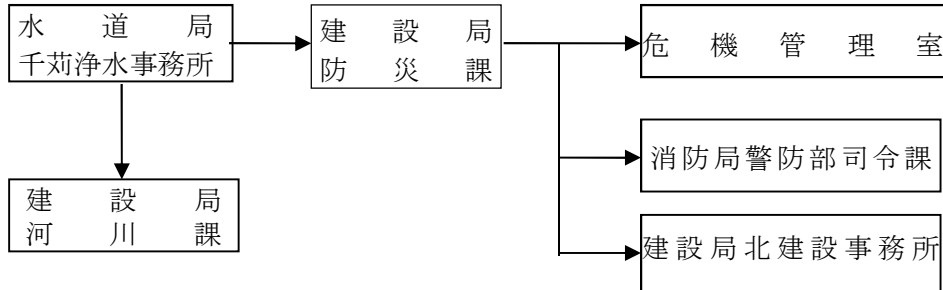 水道局
千苅浄水事務所
建設局
防災課
危機管理室
消防局警防部司令課
建設局
河川課
建設局北建設事務所